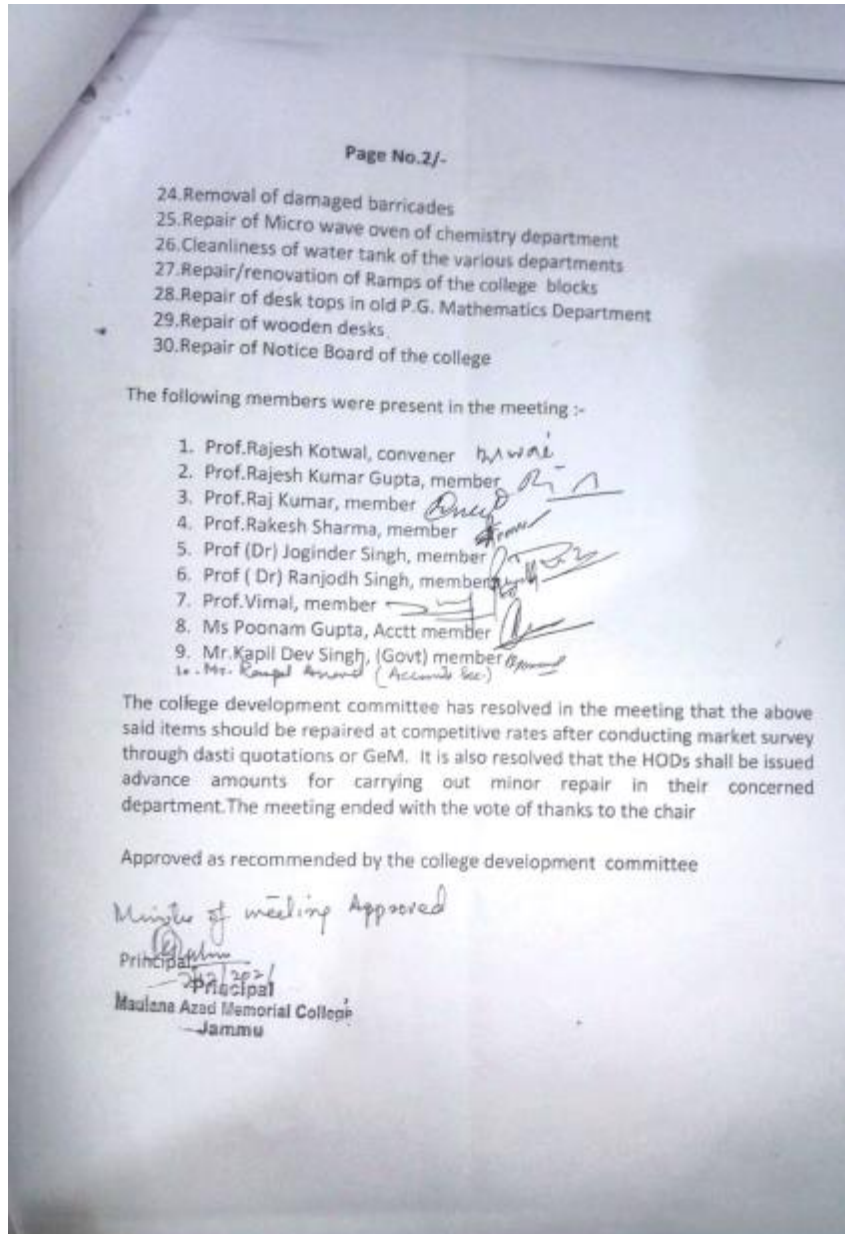 Page No.2/-
24.Removal of damaged barricades
25.Repair of Micro wave oven of chemistry department
26.Cleanliness of water tank of the various departments
27.Repair/renovation of Ramps of the college blocks
28.Repair of desk tops in old P.G. Mathematics Department
29.Repair of wooden desks
30.Repair of Notice Board of the college
The following members were present in the meeting :-
1. Prof.Rajesh Kotwal, convener
2. Prof.Rajesh Kumar Gupta, member
3. Prof.Raj Kumar, member
4. Prof.Rakesh Sharma, member
5. Prof (Dr) Joginder Singh, member
6. Prof ( Dr) Ranjodh Singh, member
7. Prof.Vimal, member
8. Ms Poonam Gupta, Acctt member
9. Mr.Kapil Dev Singh, (Govt) member
10. Mr. Anand (Accounts Sec.)
The college development committee has resolved in the meeting that the above
said items should be repaired at competitive rates after conducting market survey
through dasti quotations or GeM. It is also resolved that the HODs shall be issued
advance amounts for carrying out minor repair in their concerned
department.The meeting ended with the vote of thanks to the chair
Approved as recommended by the college development committee
of meeting Approved
Principal
Principal
Maulana Azad Memorial College
Jammu